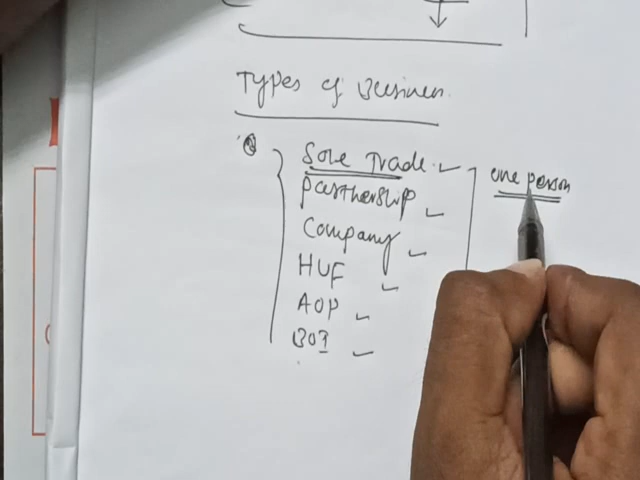 Types of Business
Sole Trade
one person
Partnership
Company
HUF
AOP
BOI